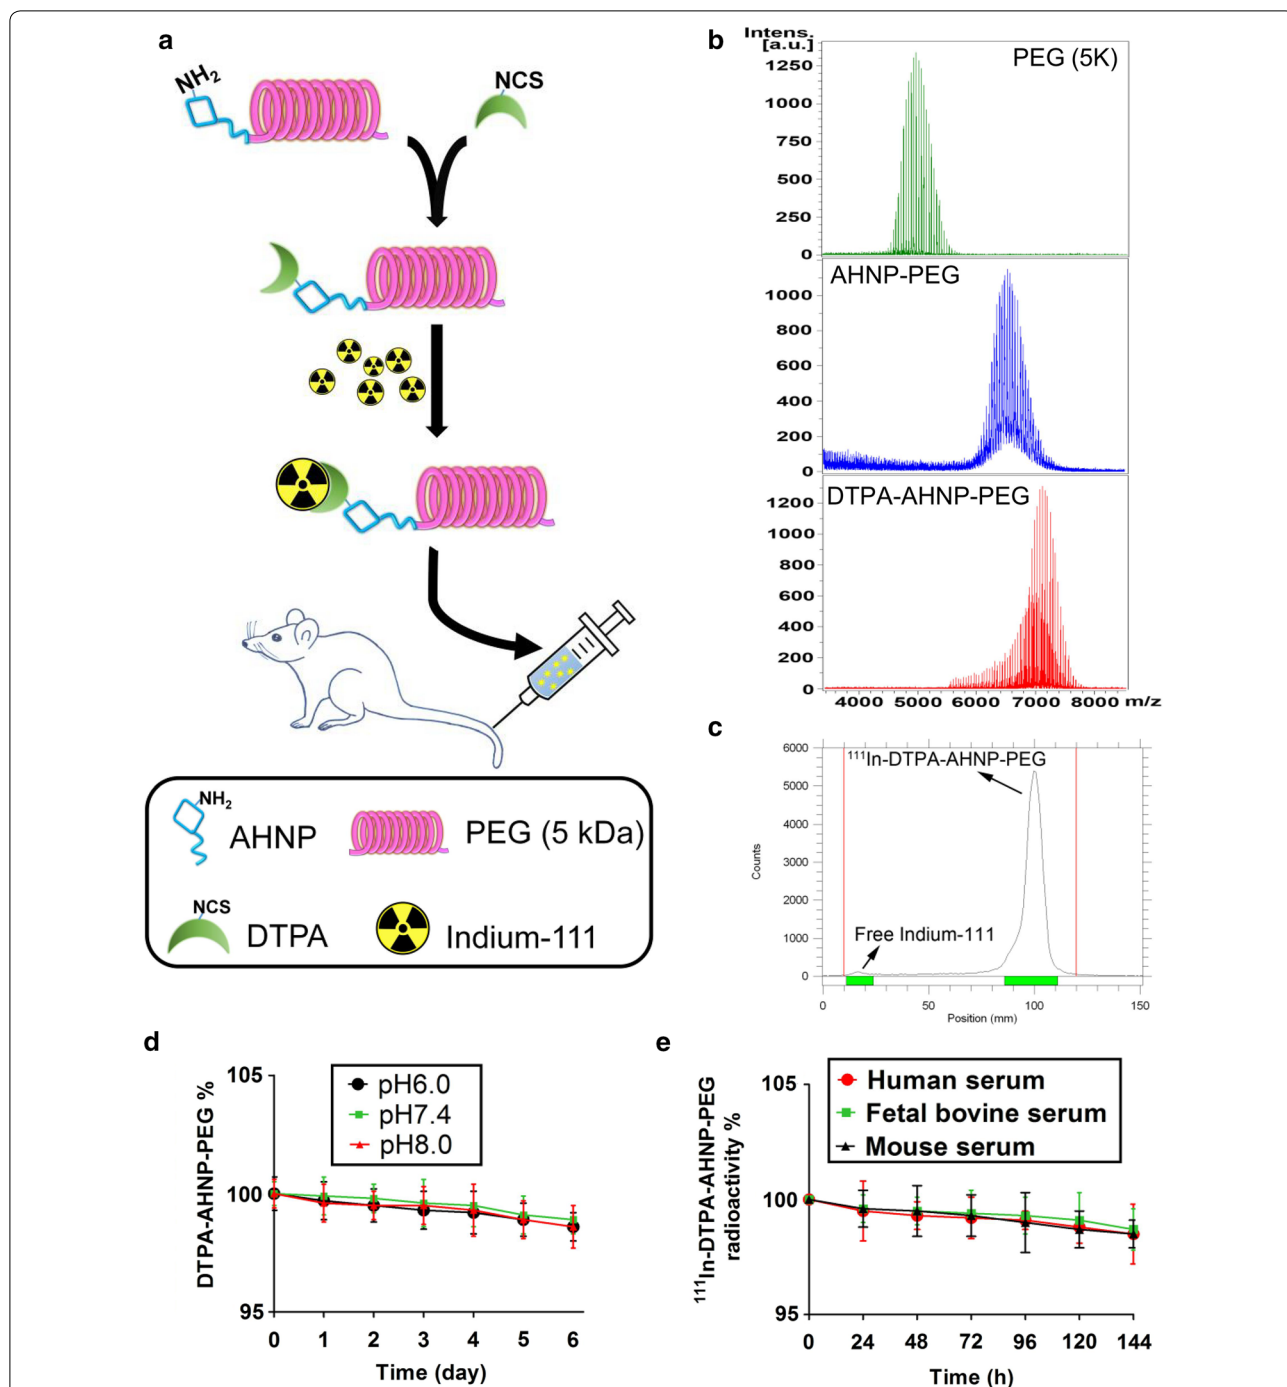 a
NH2
NCS
NH2
AHNP
PEG (5 kDa)
NCS
DTPA
Indium-111
b
Intens.
[a.u.]
PEG (5K)
1250
1000
750
500
250
0
AHNP-PEG
1000
800
600
400
200
0
DTPA-AHNP-PEG
1200
1000
800
600
400
200
0
4000 5000 6000 7000 8000 m/z
c
6000
5000
4000
3000
2000
1000
0
Counts
111In-DTPA-AHNP-PEG
Free Indium-111
0 50 100 150
Position (mm)
d
DTPA-AHNP-PEG %
105
100
95
pH6.0
pH7.4
pH8.0
0 1 2 3 4 5 6
Time (day)
e
111In-DTPA-AHNP-PEG
radioactivity %
105
100
95
Human serum
Fetal bovine serum
Mouse serum
0 24 48 72 96 120 144
Time (h)